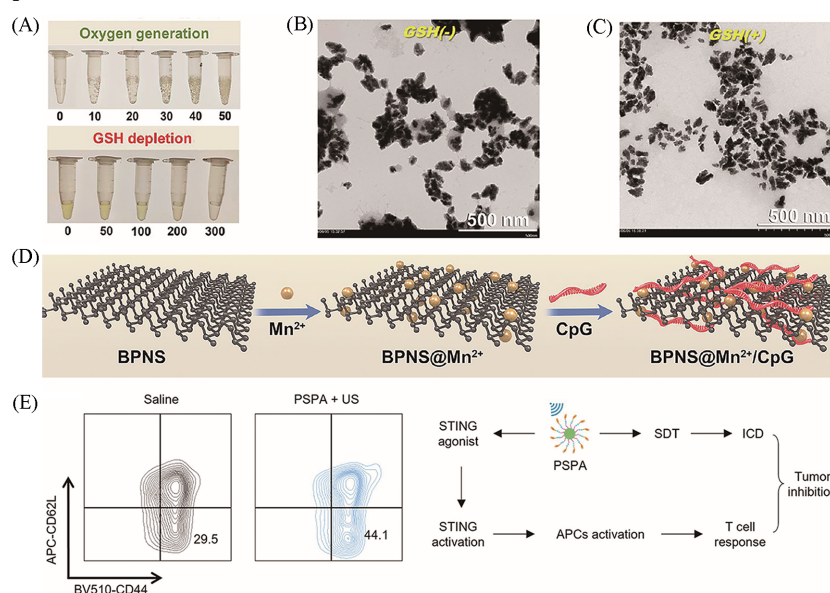 (A)
Oxygen generation
0 10 20 30 40 50
GSH depletion
0 50 100 200 300
(B)
GSH(-)
500 nm
(C)
GSH(+)
500 nm
(D)
BPNS
Mn²⁺
BPNS@Mn²⁺
CpG
BPNS@Mn²⁺/CpG
(E)
Saline
PSPA + US
APC-CD62L
29.5
44.1
BV510-CD44
STING
agonist
PSPA
SDT
ICD
STING
activation
APCs activation
T cell
response
Tumor
inhibition